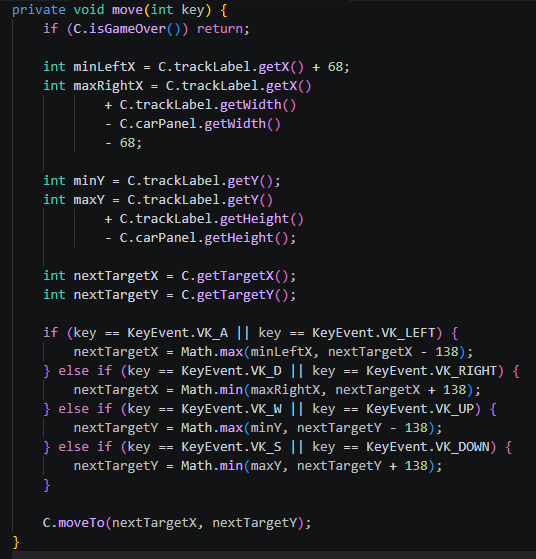 private void move(int key) {
    if (C.isGameOver()) return;

    int minLeftX = C.trackLabel.getX() + 68;
    int maxRightX = C.trackLabel.getX()
            + C.trackLabel.getWidth()
            - C.carPanel.getWidth()
            - 68;

    int minY = C.trackLabel.getY();
    int maxY = C.trackLabel.getY()
            + C.trackLabel.getHeight()
            - C.carPanel.getHeight();

    int nextTargetX = C.getTargetX();
    int nextTargetY = C.getTargetY();

    if (key == KeyEvent.VK_A || key == KeyEvent.VK_LEFT) {
        nextTargetX = Math.max(minLeftX, nextTargetX - 138);
    } else if (key == KeyEvent.VK_D || key == KeyEvent.VK_RIGHT) {
        nextTargetX = Math.min(maxRightX, nextTargetX + 138);
    } else if (key == KeyEvent.VK_W || key == KeyEvent.VK_UP) {
        nextTargetY = Math.max(minY, nextTargetY - 138);
    } else if (key == KeyEvent.VK_S || key == KeyEvent.VK_DOWN) {
        nextTargetY = Math.min(maxY, nextTargetY + 138);
    }

    C.moveTo(nextTargetX, nextTargetY);
}